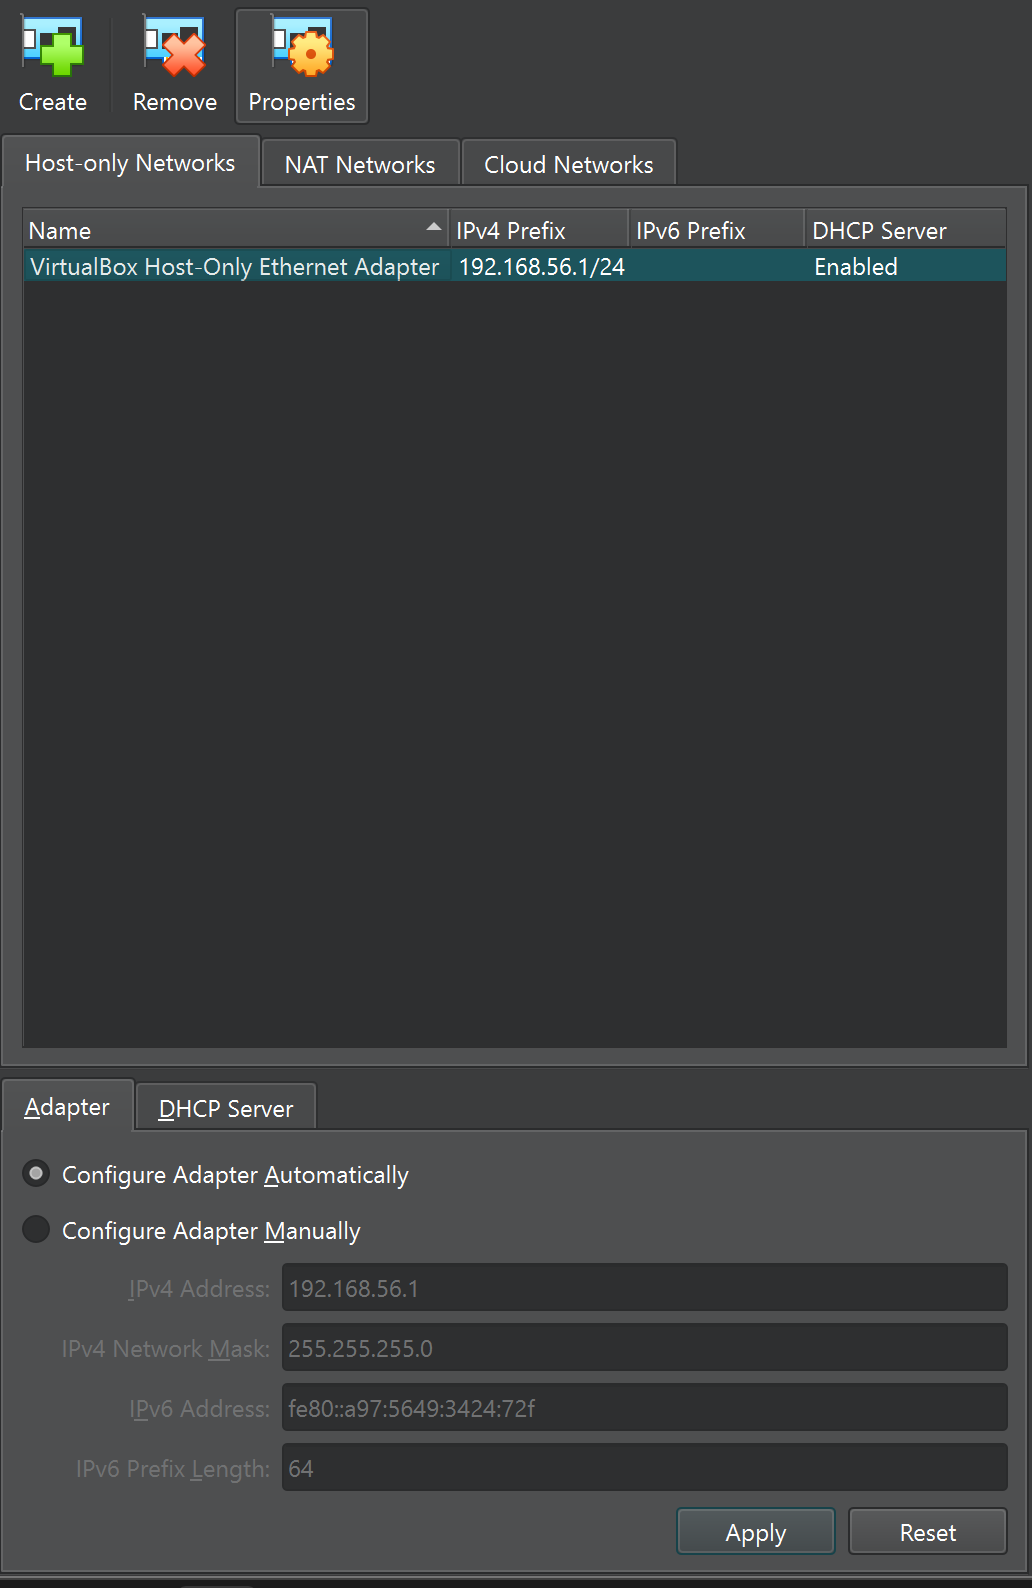 Create Remove Properties
Host-only Networks NAT Networks Cloud Networks
Name IPv4 Prefix IPv6 Prefix DHCP Server
VirtualBox Host-Only Ethernet Adapter 192.168.56.1/24 Enabled
Adapter DHCP Server
Configure Adapter Automatically
Configure Adapter Manually
IPv4 Address: 192.168.56.1
IPv4 Network Mask: 255.255.255.0
IPv6 Address: fe80::a97:5649:3424:72f
IPv6 Prefix Length: 64
Apply Reset